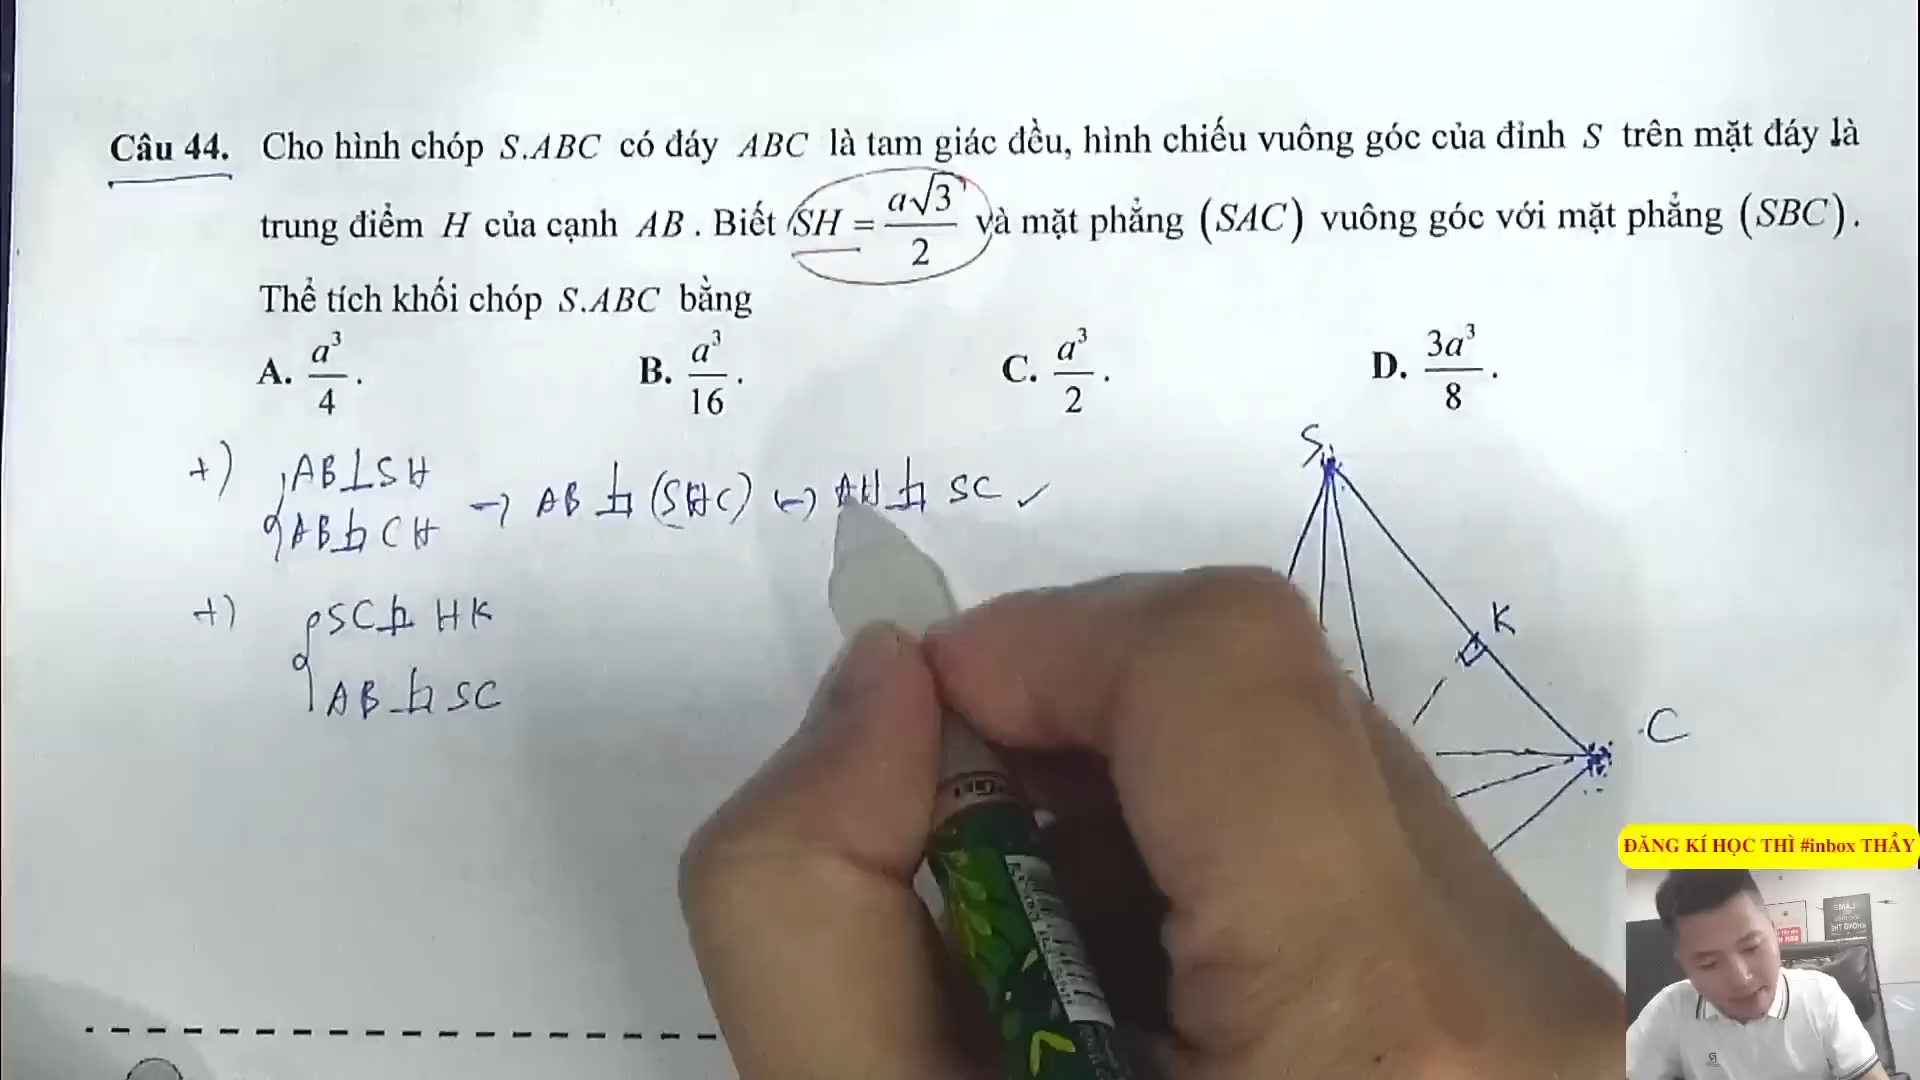 Câu 44. Cho hình chóp S.ABC có đáy ABC là tam giác đều, hình chiếu vuông góc của đỉnh S trên mặt đáy là
trung điểm H của cạnh AB. Biết SH = a√3/2 và mặt phẳng (SAC) vuông góc với mặt phẳng (SBC).
Thể tích khối chóp S.ABC bằng
A. a³/4. B. a³/16. C. a³/2. D. 3a³/8.
+) { AB ⊥ SH
AB ⊥ CH → AB ⊥ (SHC) ↔ AH ⊥ SC ✓
+) { SC ⊥ HK
AB ⊥ SC
S
K
C
ĐĂNG KÍ HỌC THÌ #inbox THẦY